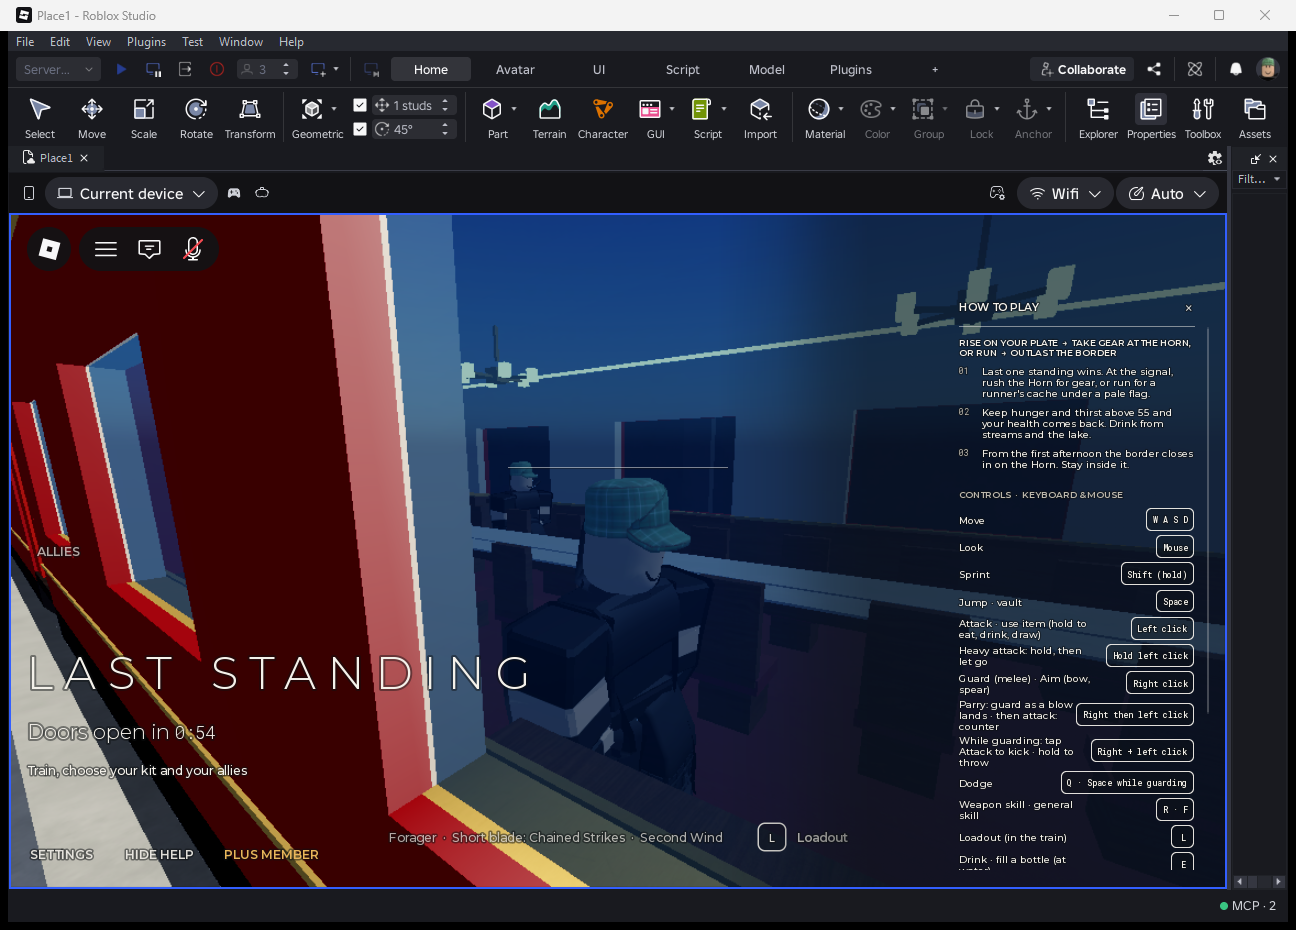 Place1 - Roblox Studio
File Edit View Plugins Test Window Help
Server... 3 Home Avatar UI Script Model Plugins + Collaborate
1 studs
45°
Select Move Scale Rotate Transform Geometric Part Terrain Character GUI Script Import Material Color Group Lock Anchor Explorer Properties Toolbox Assets
Place1
Filt...
Current device Wifi Auto
HOW TO PLAY ×
RISE ON YOUR PLATE → TAKE GEAR AT THE HORN,
OR RUN → OUTLAST THE BORDER
01 Last one standing wins. At the signal,
rush the Horn for gear, or run for a
runner's cache under a pale flag.
02 Keep hunger and thirst above 55 and
your health comes back. Drink from
streams and the lake.
03 From the first afternoon the border closes
in on the Horn. Stay inside it.
CONTROLS · KEYBOARD & MOUSE
Move W A S D
Look Mouse
Sprint Shift (hold)
Jump · vault Space
Attack · use item (hold to
eat, drink, draw) Left click
Heavy attack: hold, then
let go Hold left click
Guard (melee) · Aim (bow,
spear) Right click
Parry: guard as a blow
lands · then attack:
counter Right then left click
While guarding: tap
Attack to kick · hold to
throw Right + left click
Dodge Q · Space while guarding
Weapon skill · general
skill R · F
Loadout (in the train) L
Drink · fill a bottle (at
water) E
ALLIES
LAST STANDING
Doors open in 0:54
Train, choose your kit and your allies
Forager · Short blade: Chained Strikes · Second Wind L Loadout
SETTINGS HIDE HELP PLUS MEMBER
MCP · 2